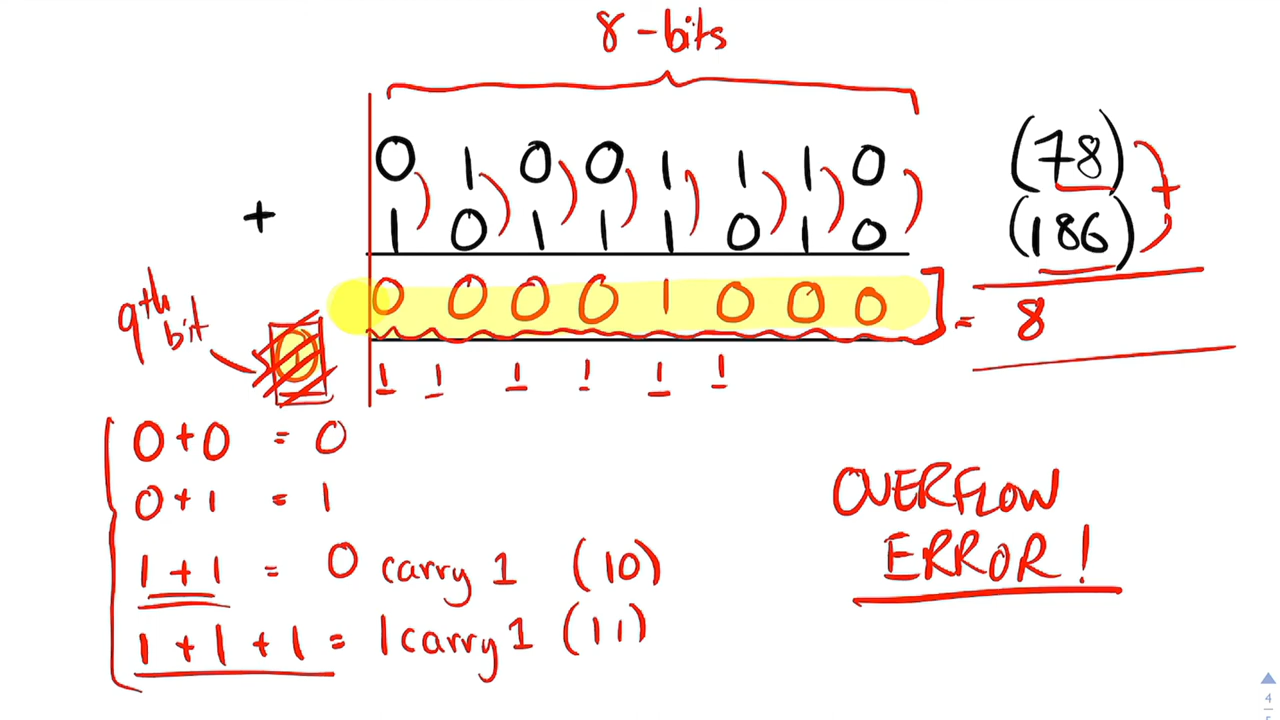 8-bits
0 1 0 0 1 1 1 0 (78)
+ 1 0 1 1 1 0 1 0 (186) +
0 0 0 0 1 0 0 0 = 8
9th bit
1 1 1 1 1 1 1
0 + 0 = 0
0 + 1 = 1
1 + 1 = 0 carry 1 (10)
1 + 1 + 1 = 1 carry 1 (11)
OVERFLOW
ERROR!
4